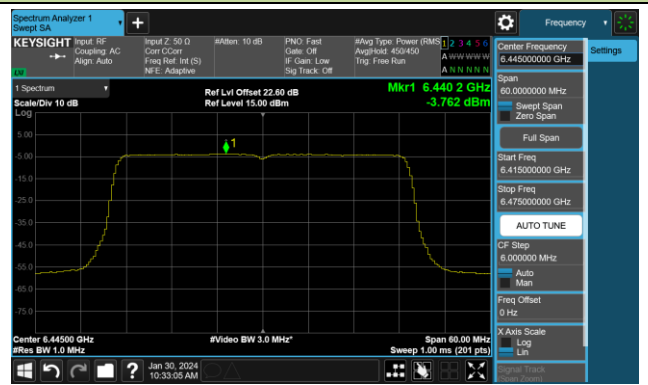 Spectrum Analyzer 1
Swept SA
Frequency
KEYSIGHT
Input: RF
Coupling: AC
Align: Auto
Input Z: 50 Ω
Corr CCorr
Freq Ref: Int (S)
NFE: Adaptive
#Atten: 10 dB
PNO: Fast
Gate: Off
IF Gain: Low
Sig Track: Off
#Avg Type: Power (RMS
Avg|Hold: 450/450
Trig: Free Run
1 2 3 4 5 6
A W W W W W
A N N N N N
Center Frequency
6.445000000 GHz
Settings
1 Spectrum
Scale/Div 10 dB
Log
Ref Lvl Offset 22.60 dB
Ref Level 15.00 dBm
Mkr1 6.440 2 GHz
-3.762 dBm
Span
60.0000000 MHz
Swept Span
Zero Span
Full Span
Start Freq
6.415000000 GHz
Stop Freq
6.475000000 GHz
AUTO TUNE
CF Step
6.000000 MHz
Auto
Man
Freq Offset
0 Hz
X Axis Scale
Log
Lin
Signal Track
(Span Zoom)
5.00
-5.00
-15.0
-25.0
-35.0
-45.0
-55.0
-65.0
-75.0
1
Center 6.44500 GHz
#Res BW 1.0 MHz
#Video BW 3.0 MHz*
Span 60.00 MHz
Sweep 1.00 ms (201 pts)
Jan 30, 2024
10:33:05 AM